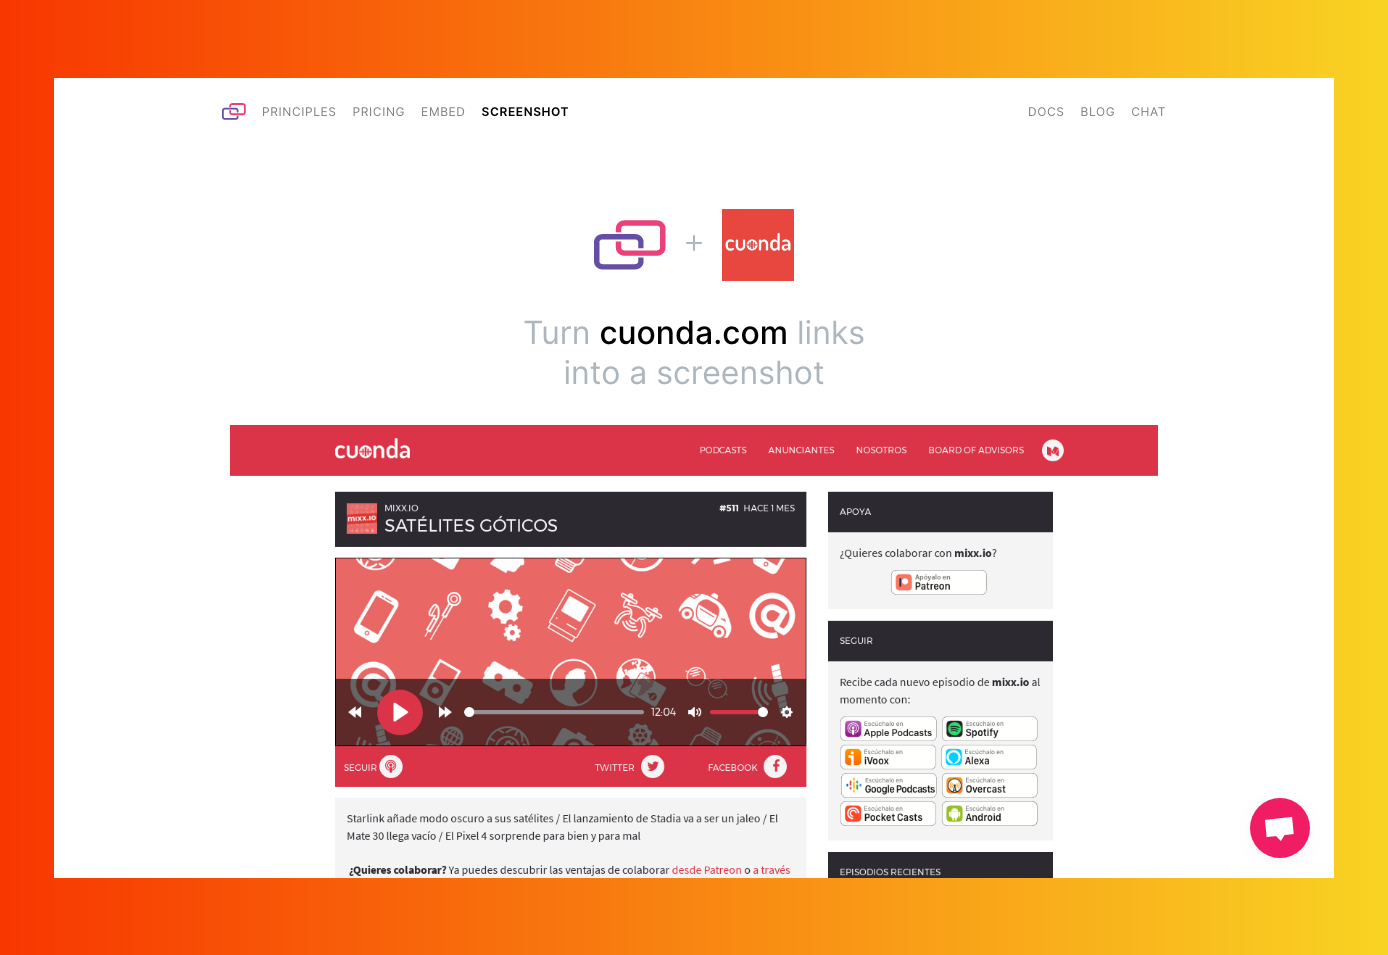 PRINCIPLES PRICING EMBED SCREENSHOT DOCS BLOG CHAT
cuonda
Turn cuonda.com links
into a screenshot
cuonda PODCASTS ANUNCIANTES NOSOTROS BOARD OF ADVISORS
mixx.io
MIXX.IO
SATÉLITES GÓTICOS
#511 HACE 1 MES
12:04
SEGUIR TWITTER FACEBOOK
Starlink añade modo oscuro a sus satélites / El lanzamiento de Stadia va a ser un jaleo / El
Mate 30 llega vacío / El Pixel 4 sorprende para bien y para mal
¿Quieres colaborar? Ya puedes descubrir las ventajas de colaborar desde Patreon o a través
APOYA
¿Quieres colaborar con mixx.io?
Apóyalo en
Patreon
SEGUIR
Recibe cada nuevo episodio de mixx.io al
momento con:
Escúchalo en
Apple Podcasts
Escúchalo en
Spotify
Escúchalo en
iVoox
Escúchalo en
Alexa
Escúchalo en
Google Podcasts
Escúchalo en
Overcast
Escúchalo en
Pocket Casts
Escúchalo en
Android
EPISODIOS RECIENTES